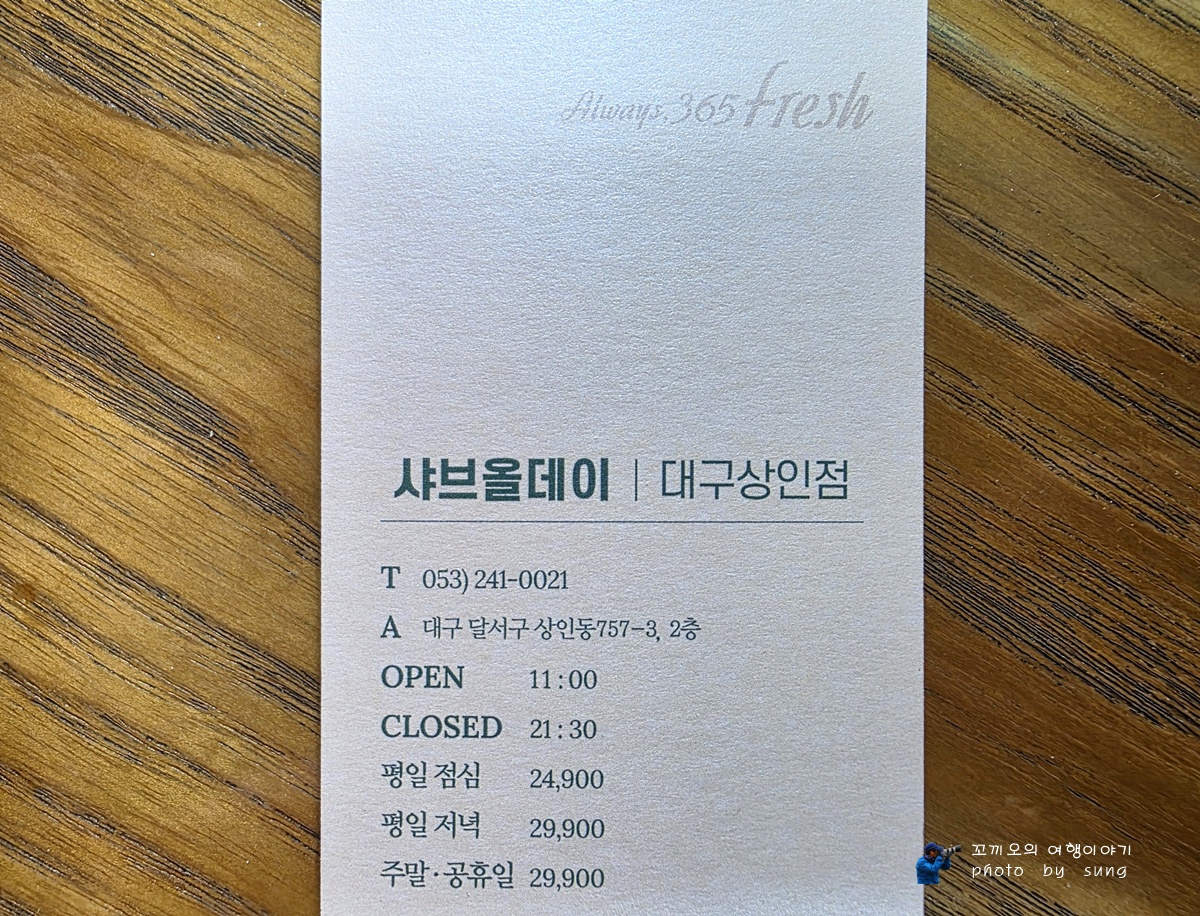 Always, 365 fresh
샤브올데이 | 대구상인점
T 053) 241-0021
A 대구 달서구 상인동757-3, 2층
OPEN 11 : 00
CLOSED 21 : 30
평일 점심 24,900
평일 저녁 29,900
주말·공휴일 29,900
꼬끼오의 여행이야기
photo by sung